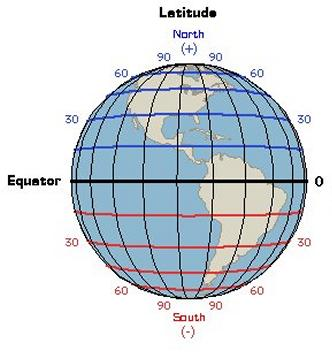 Latitude
North
(+)
90 90
60 60
30 30
Equator 0
30 30
60 60
90 90
South
(-)